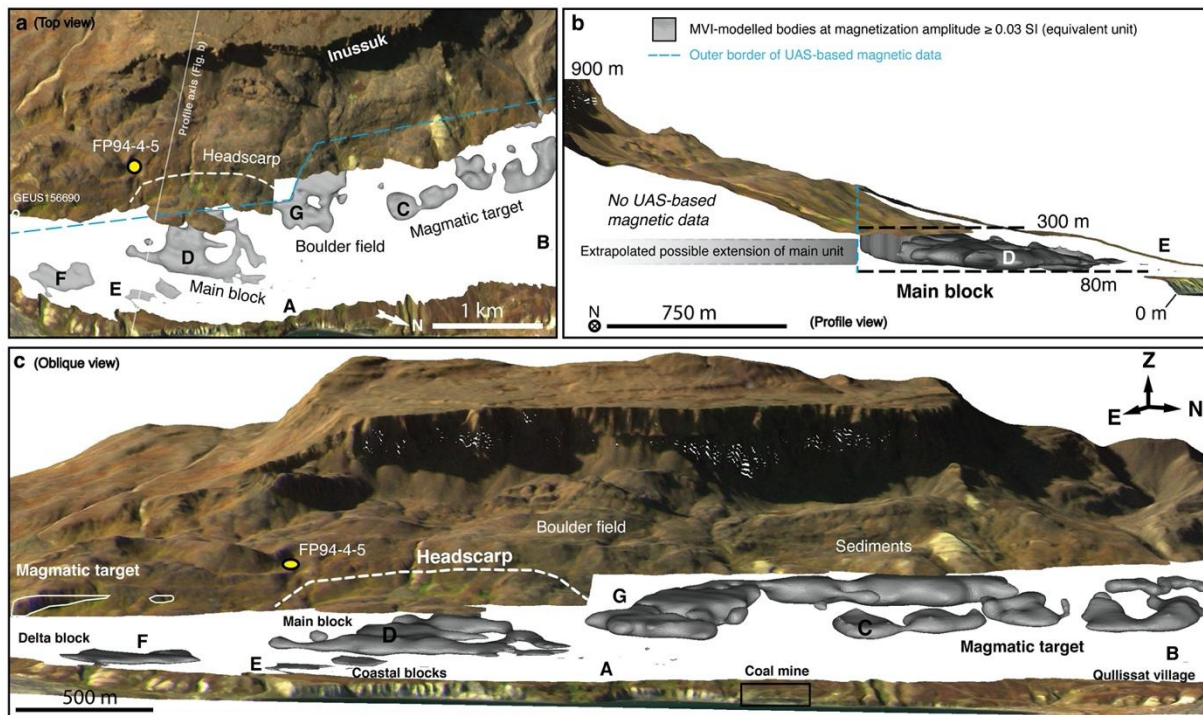 a (Top view)
Inussuk
Profile axis (Fig. b)
FP94-4-5
Headscarp
GEUS156690
G
C
Magmatic target
B
Boulder field
D
F
E
Main block
A
N
1 km
b
MVI-modelled bodies at magnetization amplitude ≥ 0.03 SI (equivalent unit)
Outer border of UAS-based magnetic data
900 m
No UAS-based
magnetic data
300 m
E
Extrapolated possible extension of main unit
D
Main block
80m
N
750 m
(Profile view)
0 m
c (Oblique view)
Z
E
N
Boulder field
FP94-4-5
Sediments
Headscarp
Magmatic target
G
Main block
D
C
Delta block
F
Magmatic target
E
Coastal blocks
A
B
Coal mine
Qullissat village
500 m